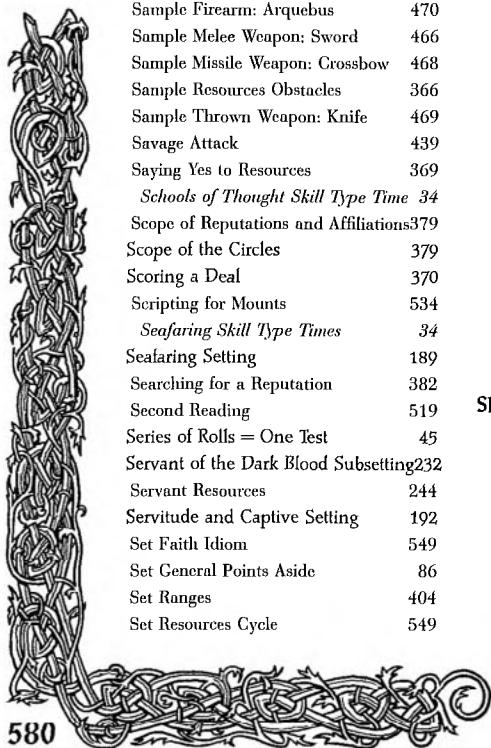 Sample Firearm: Arquebus 470
Sample Melee Weapon: Sword 466
Sample Missile Weapon: Crossbow 468
Sample Resources Obstacles 366
Sample Thrown Weapon: Knife 469
Savage Attack 439
Saying Yes to Resources 369
Schools of Thought Skill Type Time 34
Scope of Reputations and Affiliations379
Scope of the Circles 379
Scoring a Deal 370
Scripting for Mounts 534
Seafaring Skill Type Times 34
Seafaring Setting 189
Searching for a Reputation 382
Second Reading 519
Series of Rolls = One Test 45
Servant of the Dark Blood Subsetting232
Servant Resources 244
Servitude and Captive Setting 192
Set Faith Idiom 549
Set General Points Aside 86
Set Ranges 404
Set Resources Cycle 549
580